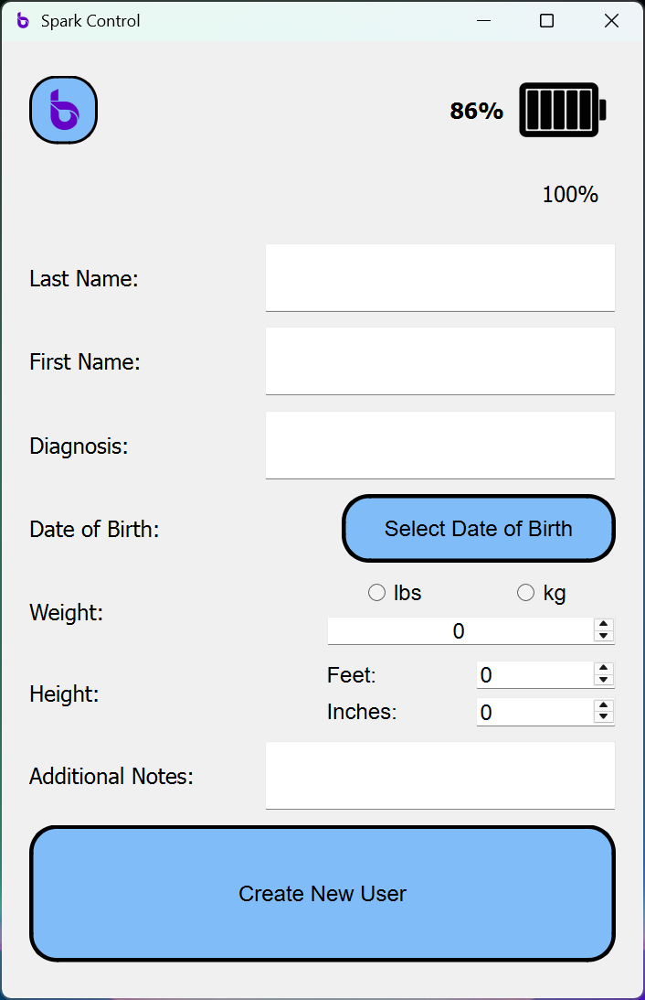 Spark Control
86%
100%
Last Name:
First Name:
Diagnosis:
Date of Birth:
Select Date of Birth
Weight:
lbs
kg
0
Height:
Feet:
0
Inches:
0
Additional Notes:
Create New User